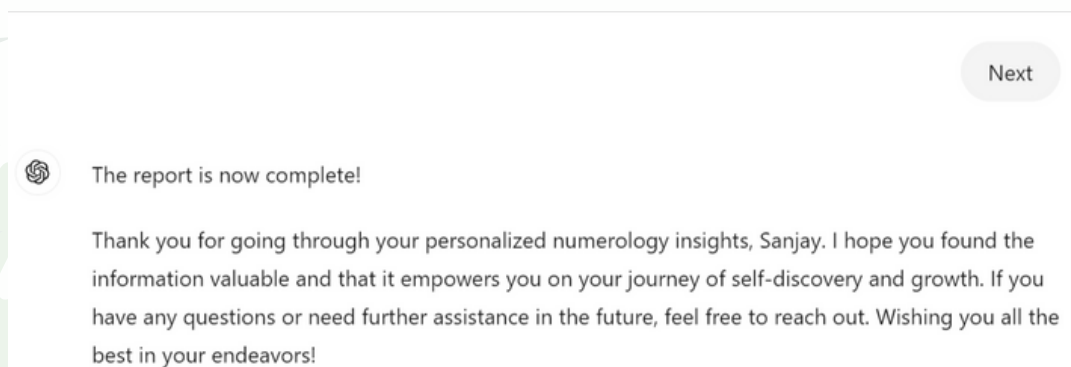 Next
The report is now complete!
Thank you for going through your personalized numerology insights, Sanjay. I hope you found the
information valuable and that it empowers you on your journey of self-discovery and growth. If you
have any questions or need further assistance in the future, feel free to reach out. Wishing you all the
best in your endeavors!